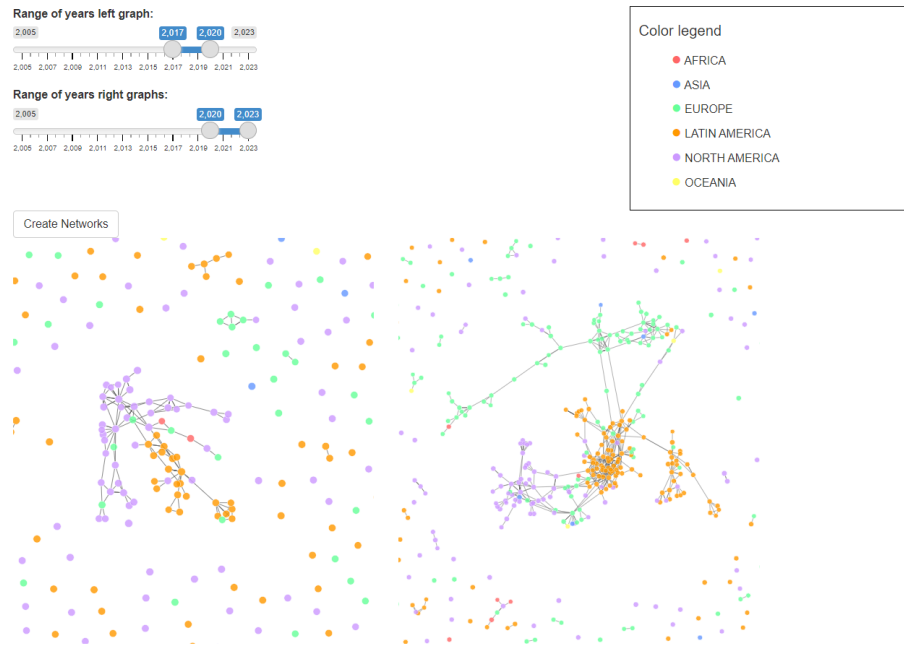 Range of years left graph:
2,005 2,017 2,020 2,023
2,005 2,007 2,009 2,011 2,013 2,015 2,017 2,019 2,021 2,023
Range of years right graphs:
2,005 2,020 2,023
2,005 2,007 2,009 2,011 2,013 2,015 2,017 2,019 2,021 2,023
Color legend
AFRICA
ASIA
EUROPE
LATIN AMERICA
NORTH AMERICA
OCEANIA
Create Networks